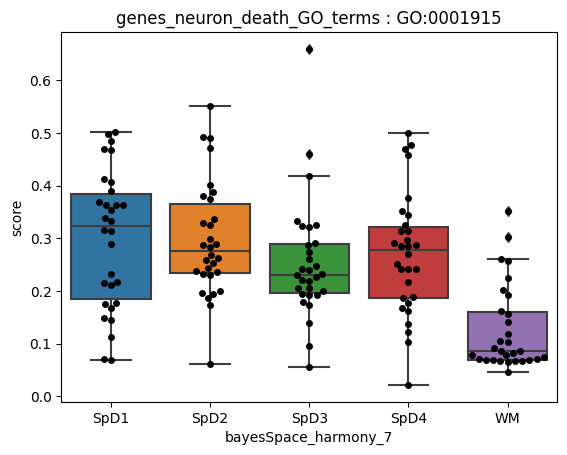 genes_neuron_death_GO_terms : GO:0001915
score
0.6
0.5
0.4
0.3
0.2
0.1
0.0
SpD1 SpD2 SpD3 SpD4 WM
bayesSpace_harmony_7